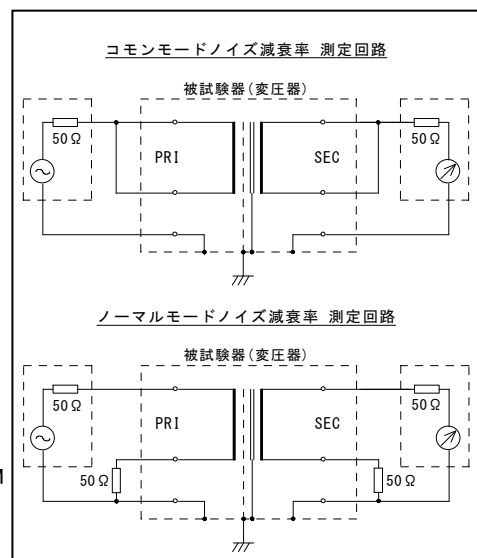 コモンモードノイズ減衰率 測定回路
被試験器(変圧器)
50Ω
50Ω
PRI
SEC
ノーマルモードノイズ減衰率 測定回路
被試験器(変圧器)
50Ω
50Ω
PRI
SEC
50Ω
50Ω
M